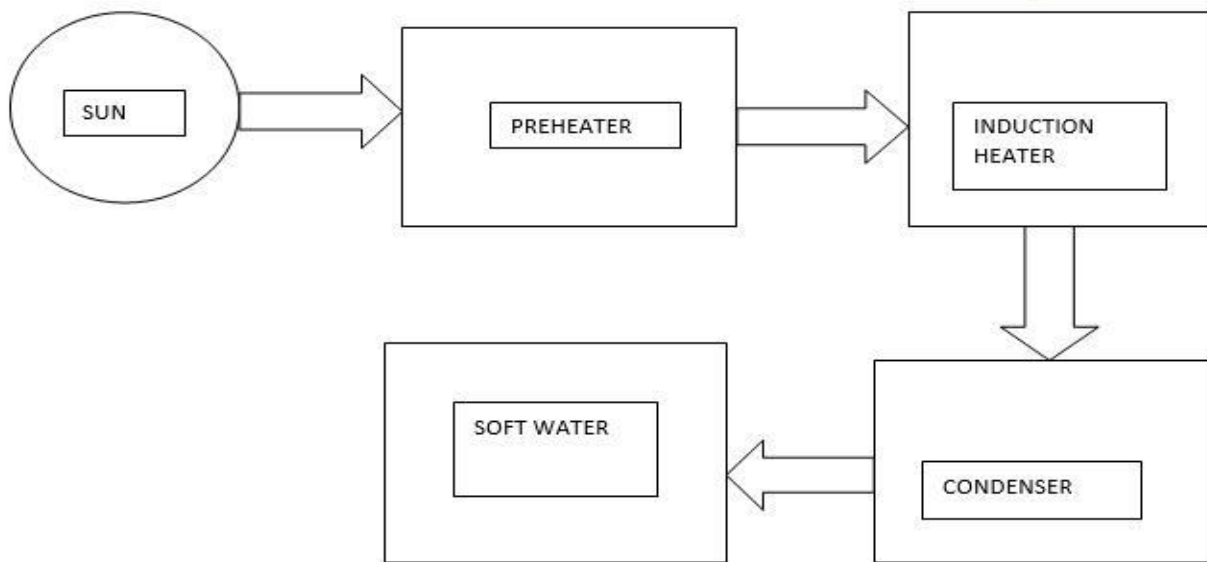 SUN
PREHEATER
INDUCTION
HEATER
SOFT WATER
CONDENSER